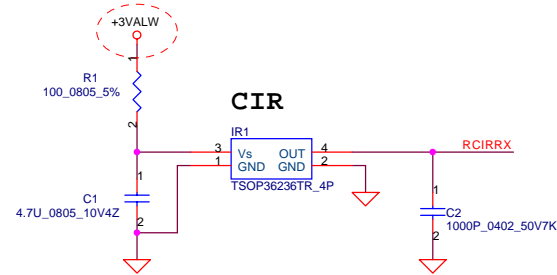 +3VALW
1
R1
100_0805_5%
2
CIR
IR1
3 Vs OUT 4
1 GND GND 2
TSOP36236TR_4P
RCIRRX
1
C1
4.7U_0805_10V4Z
2
1
C2
1000P_0402_50V7K
2